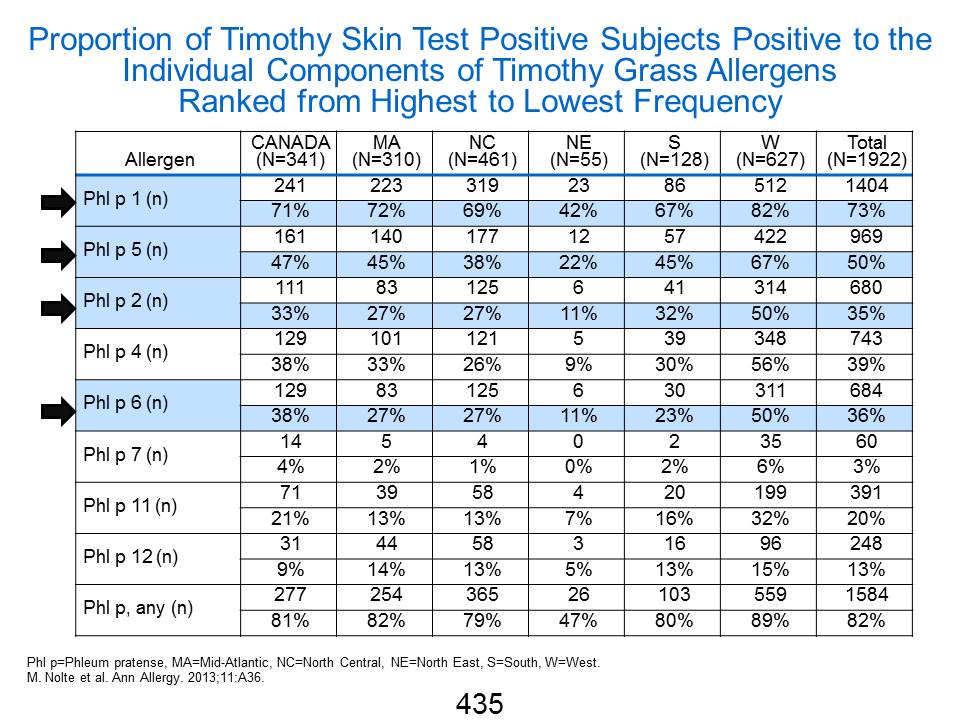 Proportion of Timothy Skin Test Positive Subjects Positive to the
Individual Components of Timothy Grass Allergens
Ranked from Highest to Lowest Frequency
Allergen CANADA (N=341) MA (N=310) NC (N=461) NE (N=55) S (N=128) W (N=627) Total (N=1922)
Phl p 1 (n) 241 223 319 23 86 512 1404
71% 72% 69% 42% 67% 82% 73%
Phl p 5 (n) 161 140 177 12 57 422 969
47% 45% 38% 22% 45% 67% 50%
Phl p 2 (n) 111 83 125 6 41 314 680
33% 27% 27% 11% 32% 50% 35%
Phl p 4 (n) 129 101 121 5 39 348 743
38% 33% 26% 9% 30% 56% 39%
Phl p 6 (n) 129 83 125 6 30 311 684
38% 27% 27% 11% 23% 50% 36%
Phl p 7 (n) 14 5 4 0 2 35 60
4% 2% 1% 0% 2% 6% 3%
Phl p 11 (n) 71 39 58 4 20 199 391
21% 13% 13% 7% 16% 32% 20%
Phl p 12 (n) 31 44 58 3 16 96 248
9% 14% 13% 5% 13% 15% 13%
Phl p, any (n) 277 254 365 26 103 559 1584
81% 82% 79% 47% 80% 89% 82%
Phl p=Phleum pratense, MA=Mid-Atlantic, NC=North Central, NE=North East, S=South, W=West.
M. Nolte et al. Ann Allergy. 2013;11:A36.
435